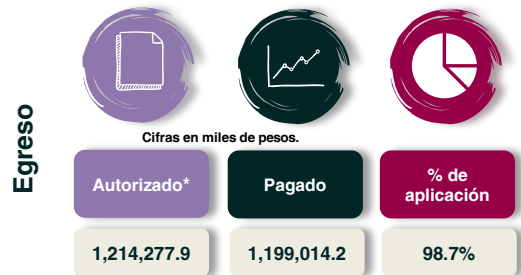 Egreso
Cifras en miles de pesos.
Autorizado*
Pagado
% de
aplicación
1,214,277.9
1,199,014.2
98.7%